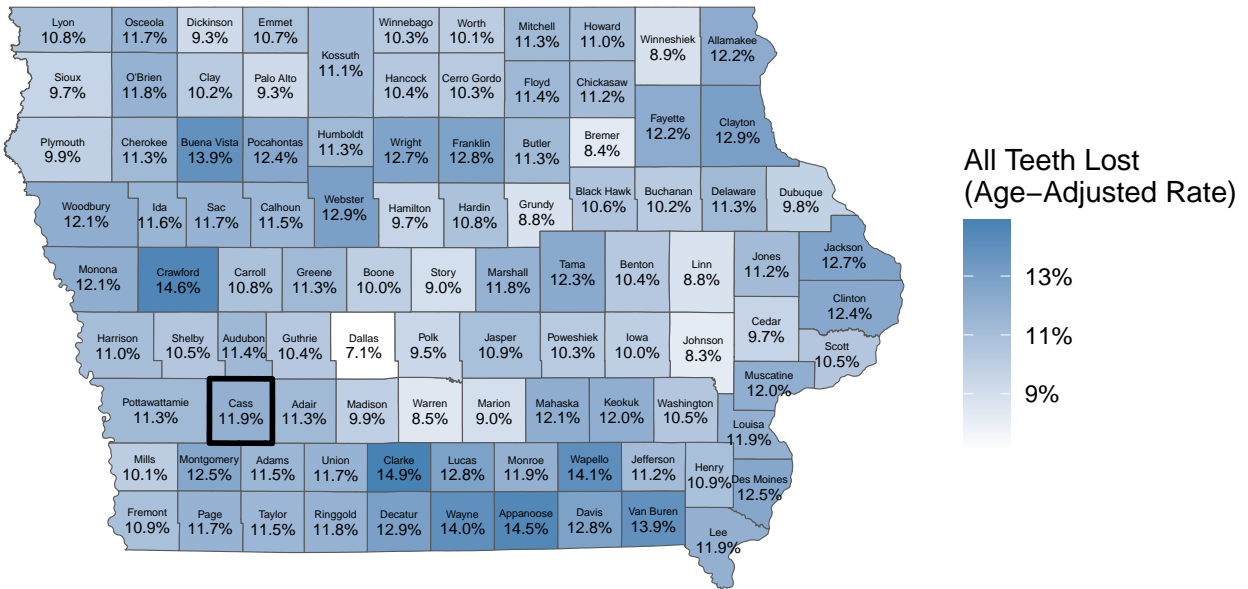 Lyon
10.8%
Osceola
11.7%
Dickinson
9.3%
Emmet
10.7%
Kossuth
11.1%
Winnebago
10.3%
Worth
10.1%
Mitchell
11.3%
Howard
11.0%
Winneshiek
8.9%
Allamakee
12.2%
Sioux
9.7%
O'Brien
11.8%
Clay
10.2%
Palo Alto
9.3%
Hancock
10.4%
Cerro Gordo
10.3%
Floyd
11.4%
Chickasaw
11.2%
Fayette
12.2%
Clayton
12.9%
Plymouth
9.9%
Cherokee
11.3%
Buena Vista
13.9%
Pocahontas
12.4%
Humboldt
11.3%
Wright
12.7%
Franklin
12.8%
Butler
11.3%
Bremer
8.4%
Woodbury
12.1%
Ida
11.6%
Sac
11.7%
Calhoun
11.5%
Webster
12.9%
Hamilton
9.7%
Hardin
10.8%
Grundy
8.8%
Black Hawk
10.6%
Buchanan
10.2%
Delaware
11.3%
Dubuque
9.8%
Monona
12.1%
Crawford
14.6%
Carroll
10.8%
Greene
11.3%
Boone
10.0%
Story
9.0%
Marshall
11.8%
Tama
12.3%
Benton
10.4%
Linn
8.8%
Jones
11.2%
Jackson
12.7%
Clinton
12.4%
Harrison
11.0%
Shelby
10.5%
Audubon
11.4%
Guthrie
10.4%
Dallas
7.1%
Polk
9.5%
Jasper
10.9%
Poweshiek
10.3%
Iowa
10.0%
Johnson
8.3%
Cedar
9.7%
Scott
10.5%
Muscatine
12.0%
Pottawattamie
11.3%
Cass
11.9%
Adair
11.3%
Madison
9.9%
Warren
8.5%
Marion
9.0%
Mahaska
12.1%
Keokuk
12.0%
Washington
10.5%
Louisa
11.9%
Mills
10.1%
Montgomery
12.5%
Adams
11.5%
Union
11.7%
Clarke
14.9%
Lucas
12.8%
Monroe
11.9%
Wapello
14.1%
Jefferson
11.2%
Henry
10.9%
Des Moines
12.5%
Fremont
10.9%
Page
11.7%
Taylor
11.5%
Ringgold
11.8%
Decatur
12.9%
Wayne
14.0%
Appanoose
14.5%
Davis
12.8%
Van Buren
13.9%
Lee
11.9%
All Teeth Lost
(Age−Adjusted Rate)
13%
11%
9%